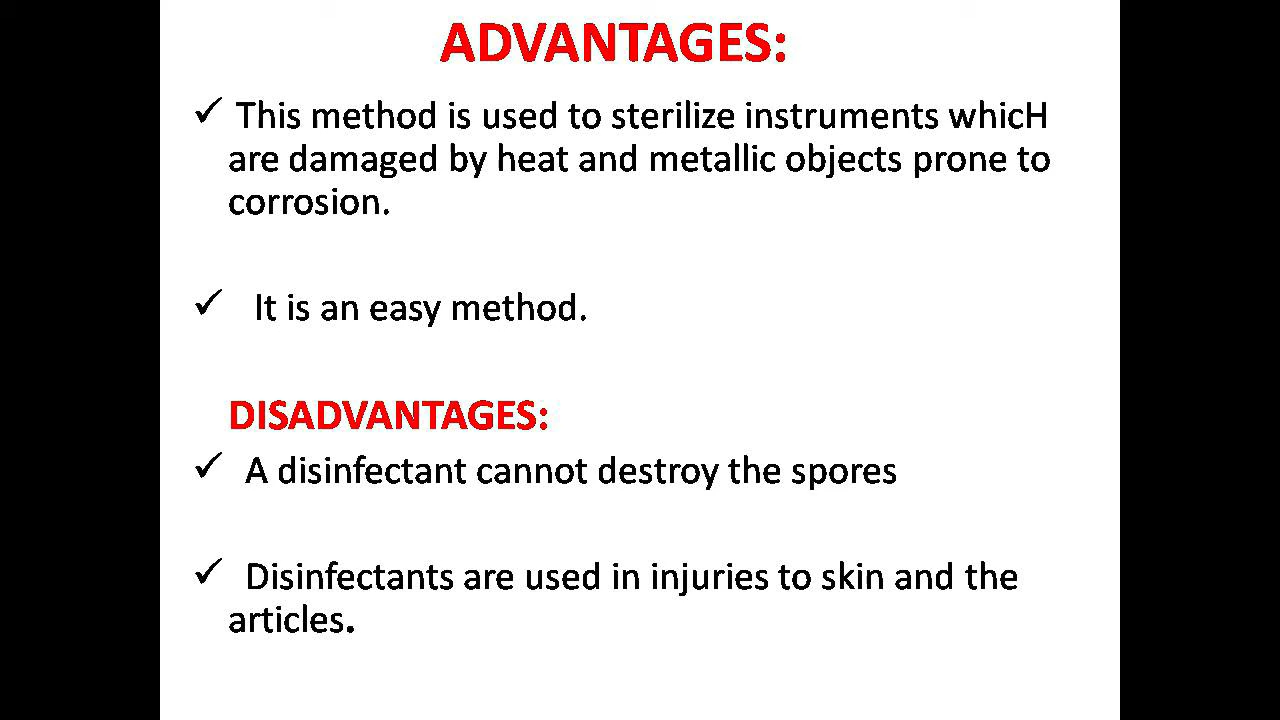 ADVANTAGES:
✓ This method is used to sterilize instruments whicH
are damaged by heat and metallic objects prone to
corrosion.
✓ It is an easy method.
DISADVANTAGES:
✓ A disinfectant cannot destroy the spores
✓ Disinfectants are used in injuries to skin and the
articles.